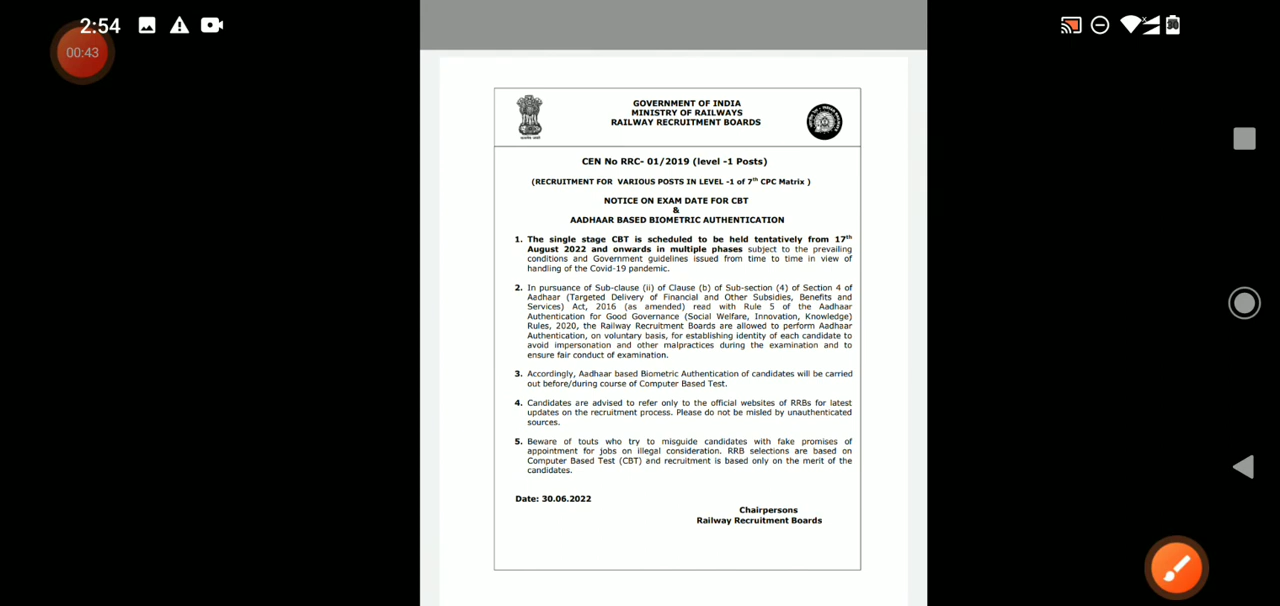 2:54
00:43
30
GOVERNMENT OF INDIA
MINISTRY OF RAILWAYS
RAILWAY RECRUITMENT BOARDS
CEN No RRC- 01/2019 (level -1 Posts)
(RECRUITMENT FOR VARIOUS POSTS IN LEVEL -1 of 7th CPC Matrix )
NOTICE ON EXAM DATE FOR CBT
&
AADHAAR BASED BIOMETRIC AUTHENTICATION
1. The single stage CBT is scheduled to be held tentatively from 17th
August 2022 and onwards in multiple phases subject to the prevailing
conditions and Government guidelines issued from time to time in view of
handling of the Covid-19 pandemic.
2. In pursuance of Sub-clause (ii) of Clause (b) of Sub-section (4) of Section 4 of
Aadhaar (Targeted Delivery of Financial and Other Subsidies, Benefits and
Services) Act, 2016 (as amended) read with Rule 5 of the Aadhaar
Authentication for Good Governance (Social Welfare, Innovation, Knowledge)
Rules, 2020, the Railway Recruitment Boards are allowed to perform Aadhaar
Authentication, on voluntary basis, for establishing identity of each candidate to
avoid impersonation and other malpractices during the examination and to
ensure fair conduct of examination.
3. Accordingly, Aadhaar based Biometric Authentication of candidates will be carried
out before/during course of Computer Based Test.
4. Candidates are advised to refer only to the official websites of RRBs for latest
updates on the recruitment process. Please do not be misled by unauthenticated
sources.
5. Beware of touts who try to misguide candidates with fake promises of
appointment for jobs on illegal consideration. RRB selections are based on
Computer Based Test (CBT) and recruitment is based only on the merit of the
candidates.
Date: 30.06.2022
Chairpersons
Railway Recruitment Boards